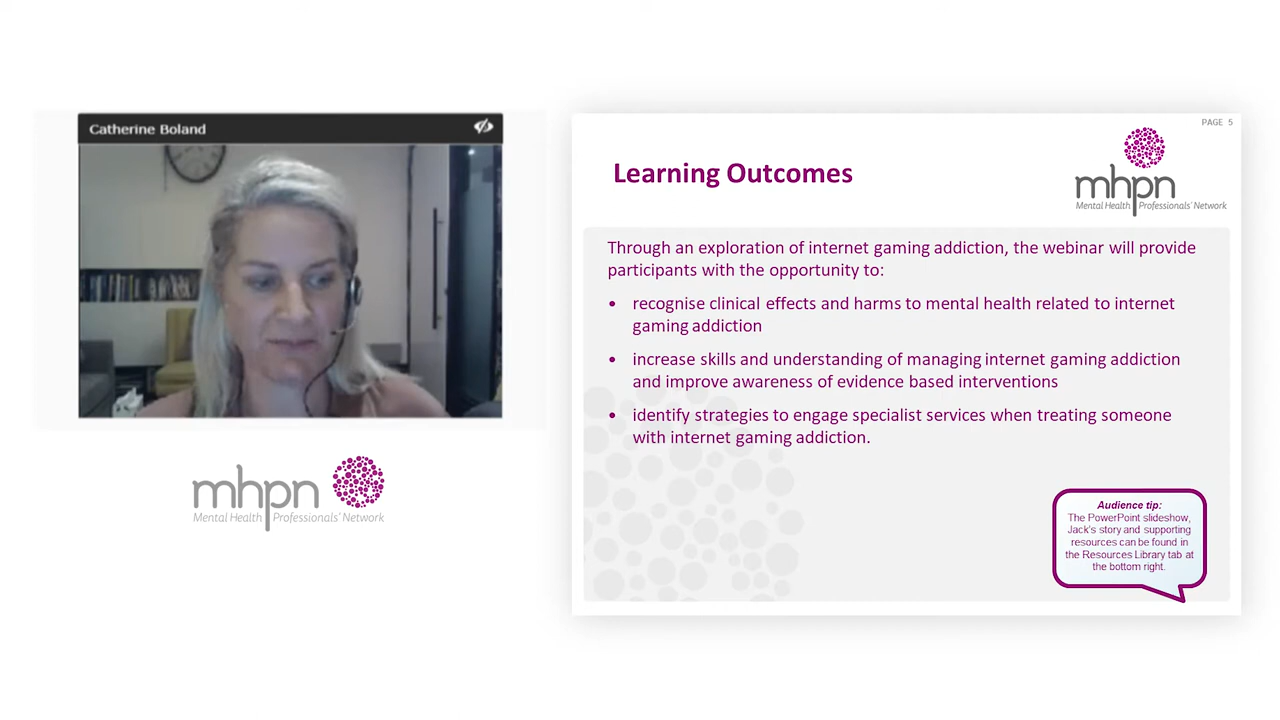 Catherine Boland
mhpn
Mental Health Professionals' Network
PAGE 5
Learning Outcomes
mhpn
Mental Health Professionals' Network
Through an exploration of internet gaming addiction, the webinar will provide
participants with the opportunity to:
• recognise clinical effects and harms to mental health related to internet
gaming addiction
• increase skills and understanding of managing internet gaming addiction
and improve awareness of evidence based interventions
• identify strategies to engage specialist services when treating someone
with internet gaming addiction.
Audience tip:
The PowerPoint slideshow,
Jack's story and supporting
resources can be found in
the Resources Library tab at
the bottom right.